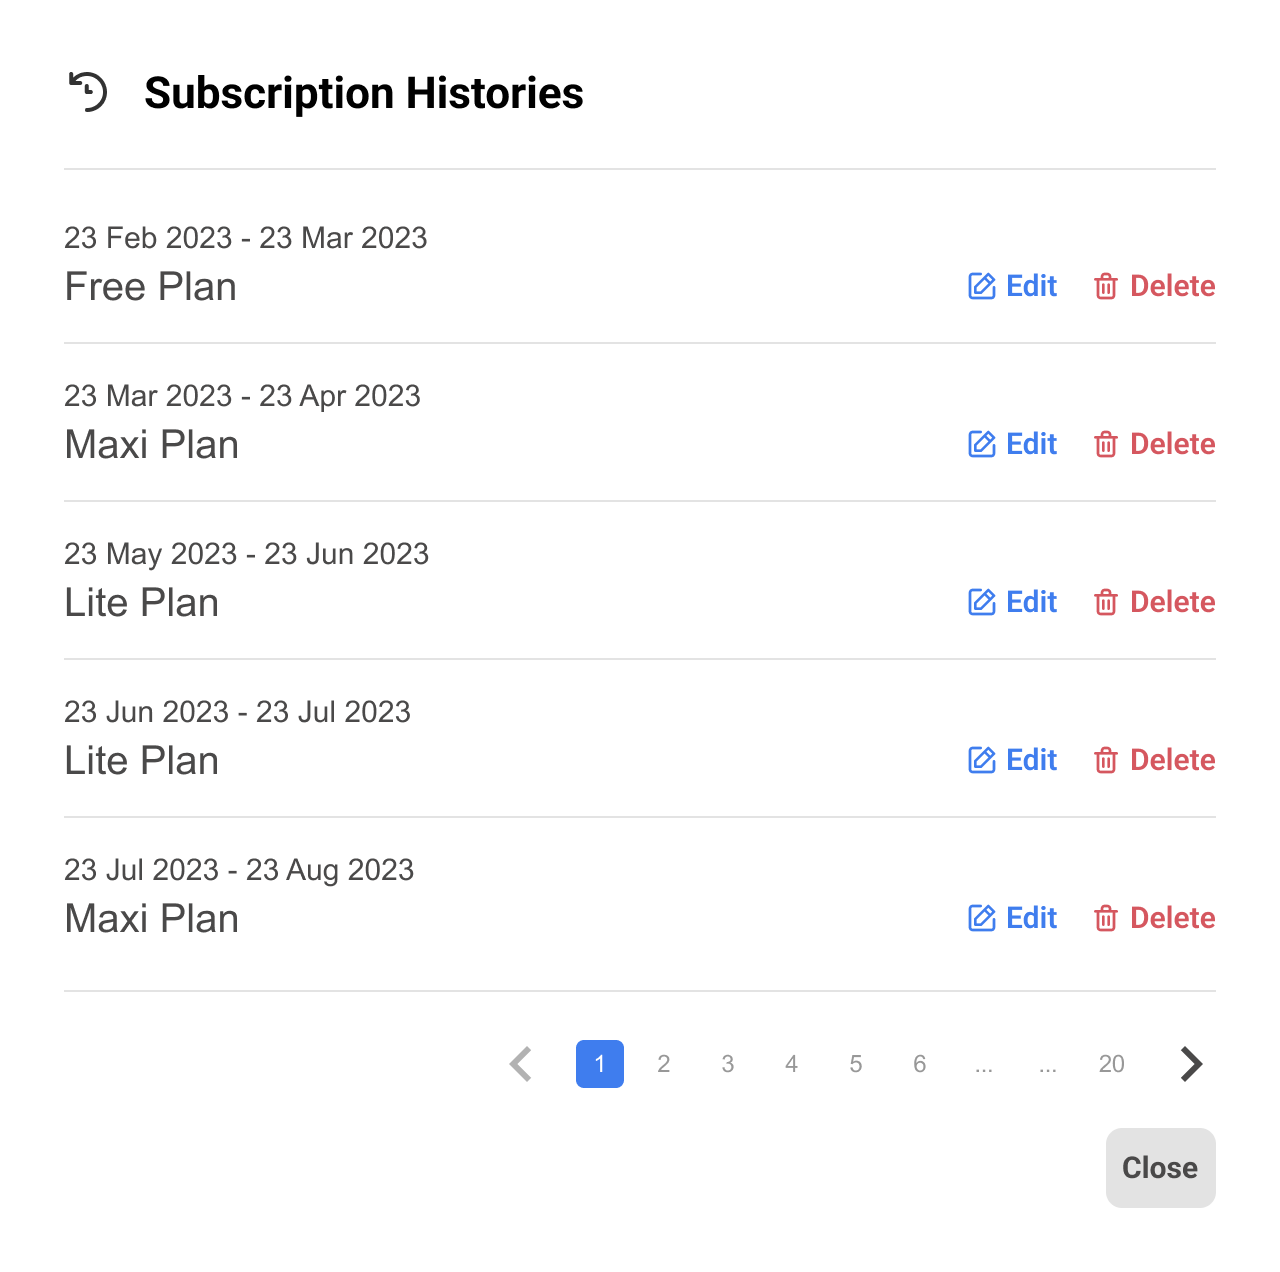 Subscription Histories
23 Feb 2023 - 23 Mar 2023
Free Plan
Edit Delete
23 Mar 2023 - 23 Apr 2023
Maxi Plan
Edit Delete
23 May 2023 - 23 Jun 2023
Lite Plan
Edit Delete
23 Jun 2023 - 23 Jul 2023
Lite Plan
Edit Delete
23 Jul 2023 - 23 Aug 2023
Maxi Plan
Edit Delete
1 2 3 4 5 6 ... ... 20
Close